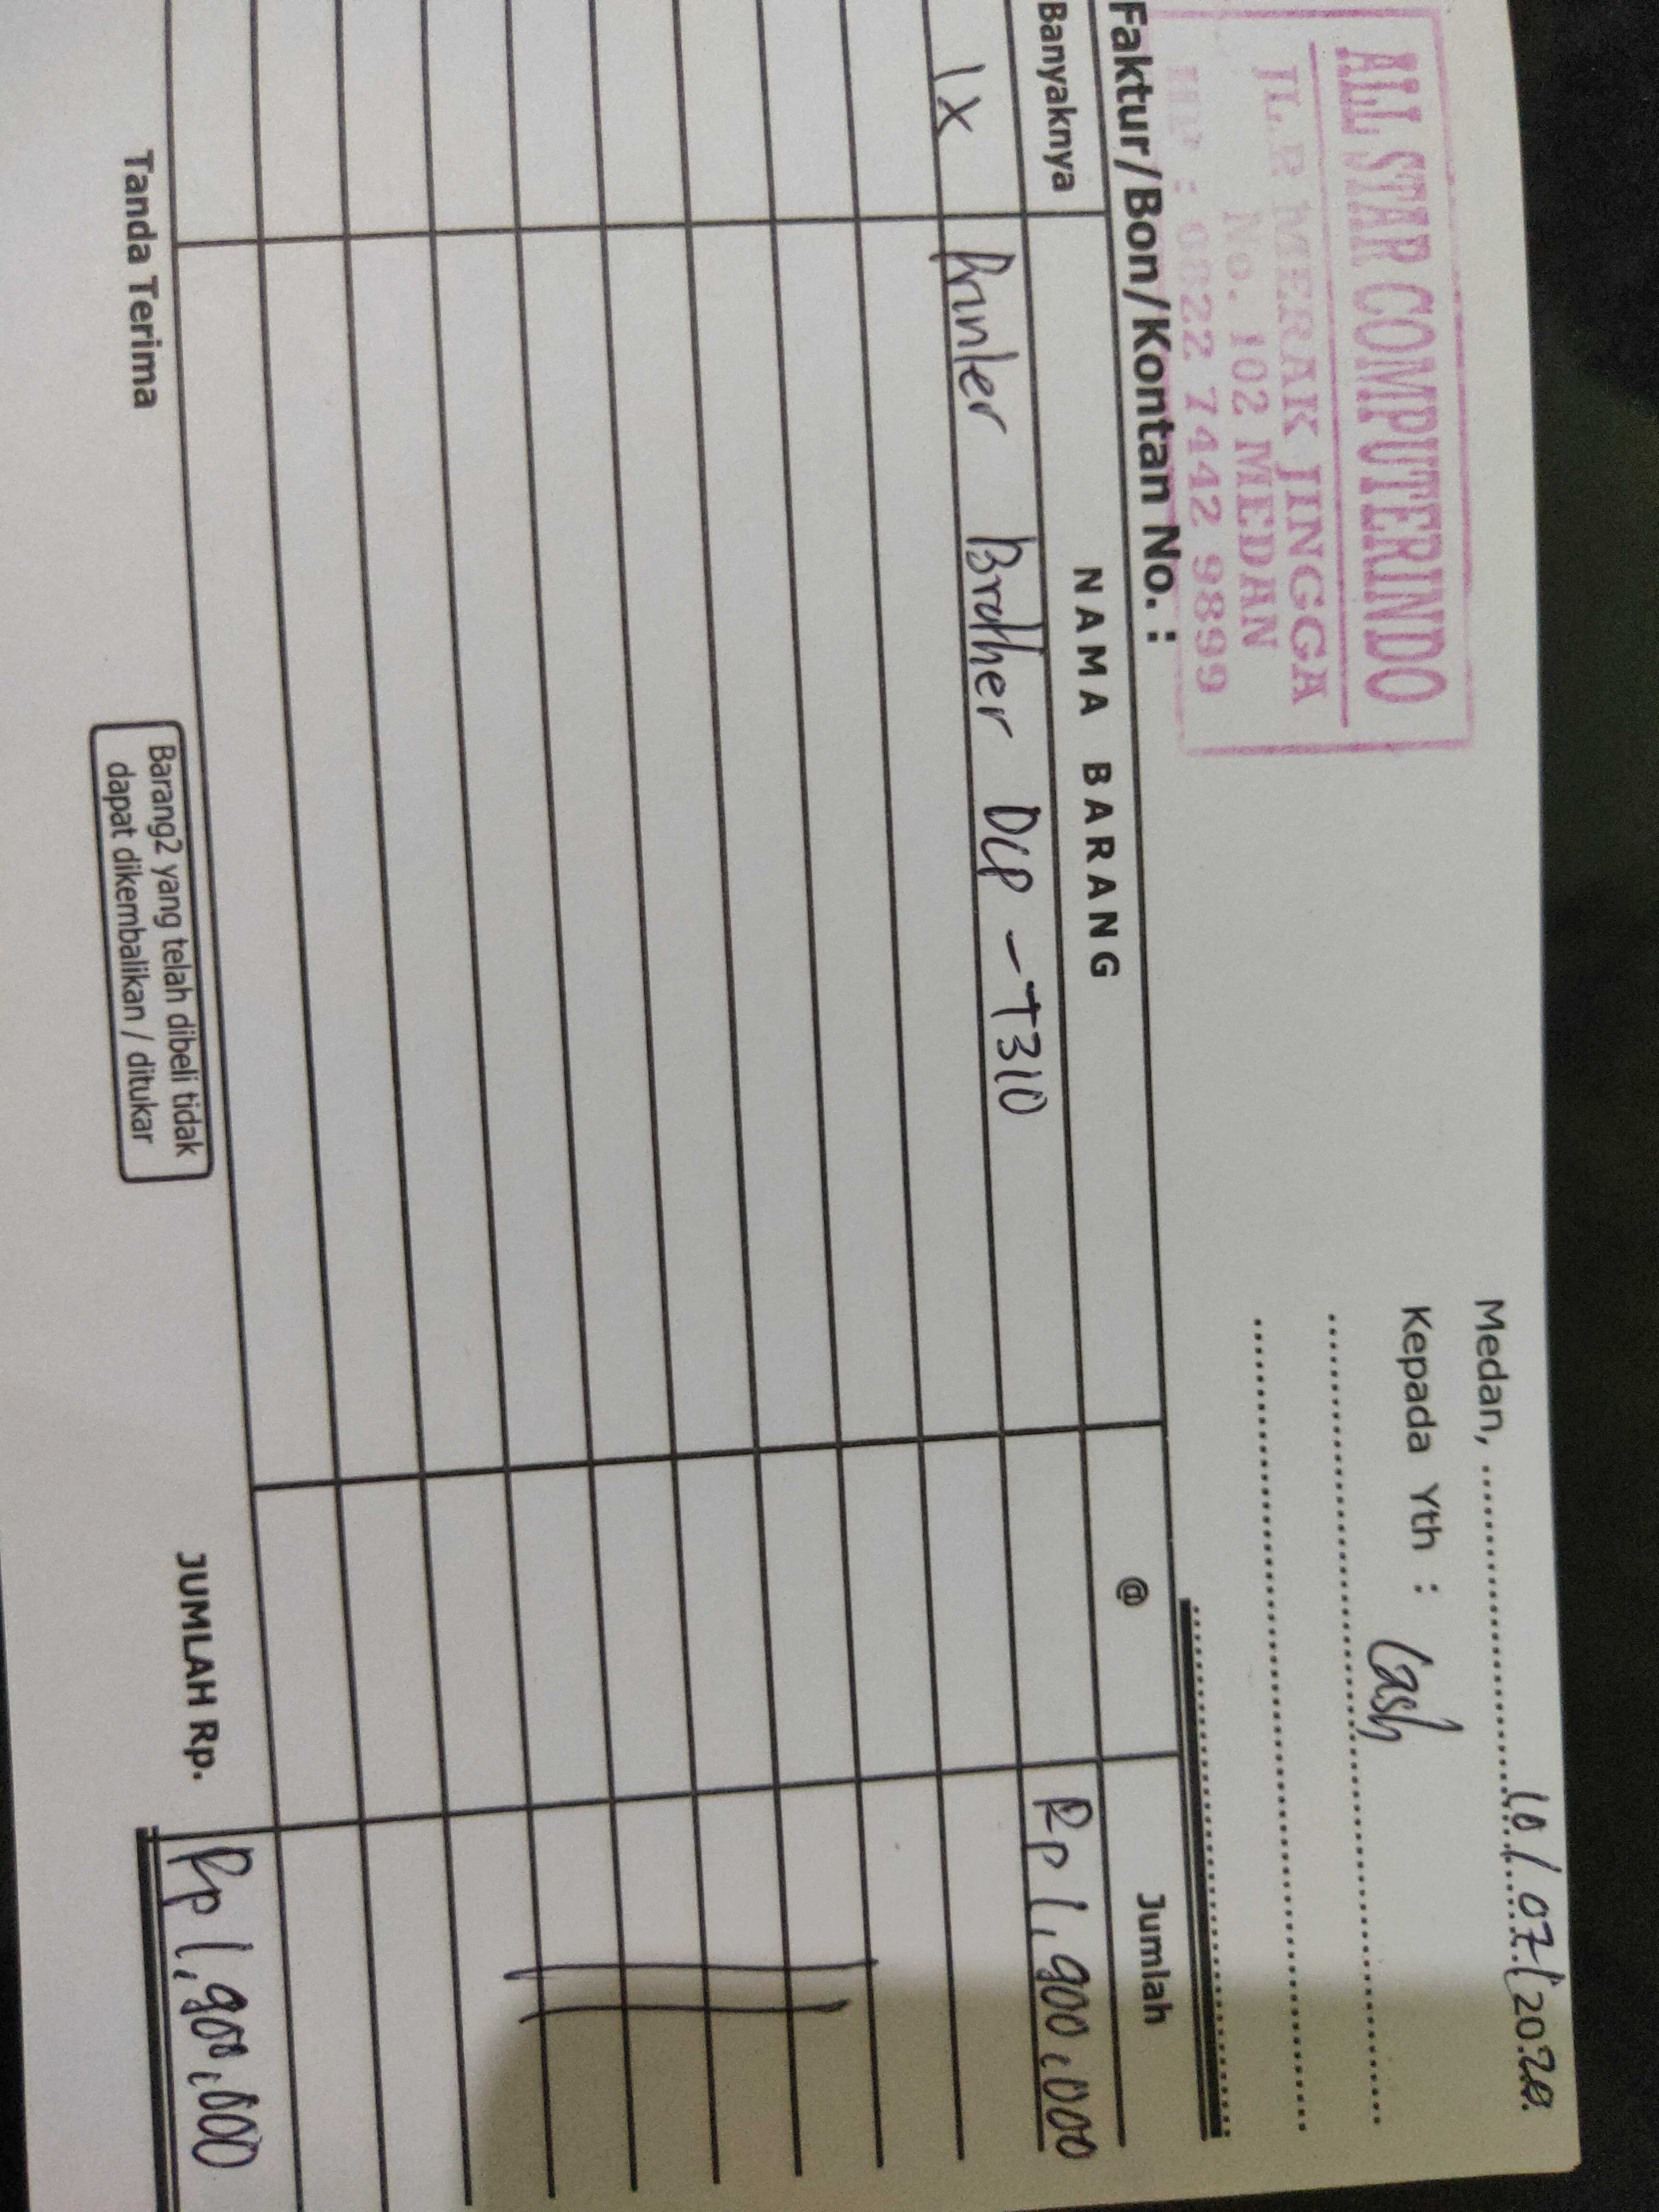 ALL STAR COMPUTERINDO
JL. P. MERAK JINGGA
No. 102 MEDAN
HP : 0822 7442 9899
Medan, 10/07/2020
Kepada Yth : Cash
Faktur/Bon/Kontan No. :
Banyaknya NAMA BARANG @ Jumlah
1X Printer Brother DCP-T310 Rp 1,900,000
Tanda Terima
Barang2 yang telah dibeli tidak
dapat dikembalikan / ditukar
JUMLAH Rp. Rp 1,900,000